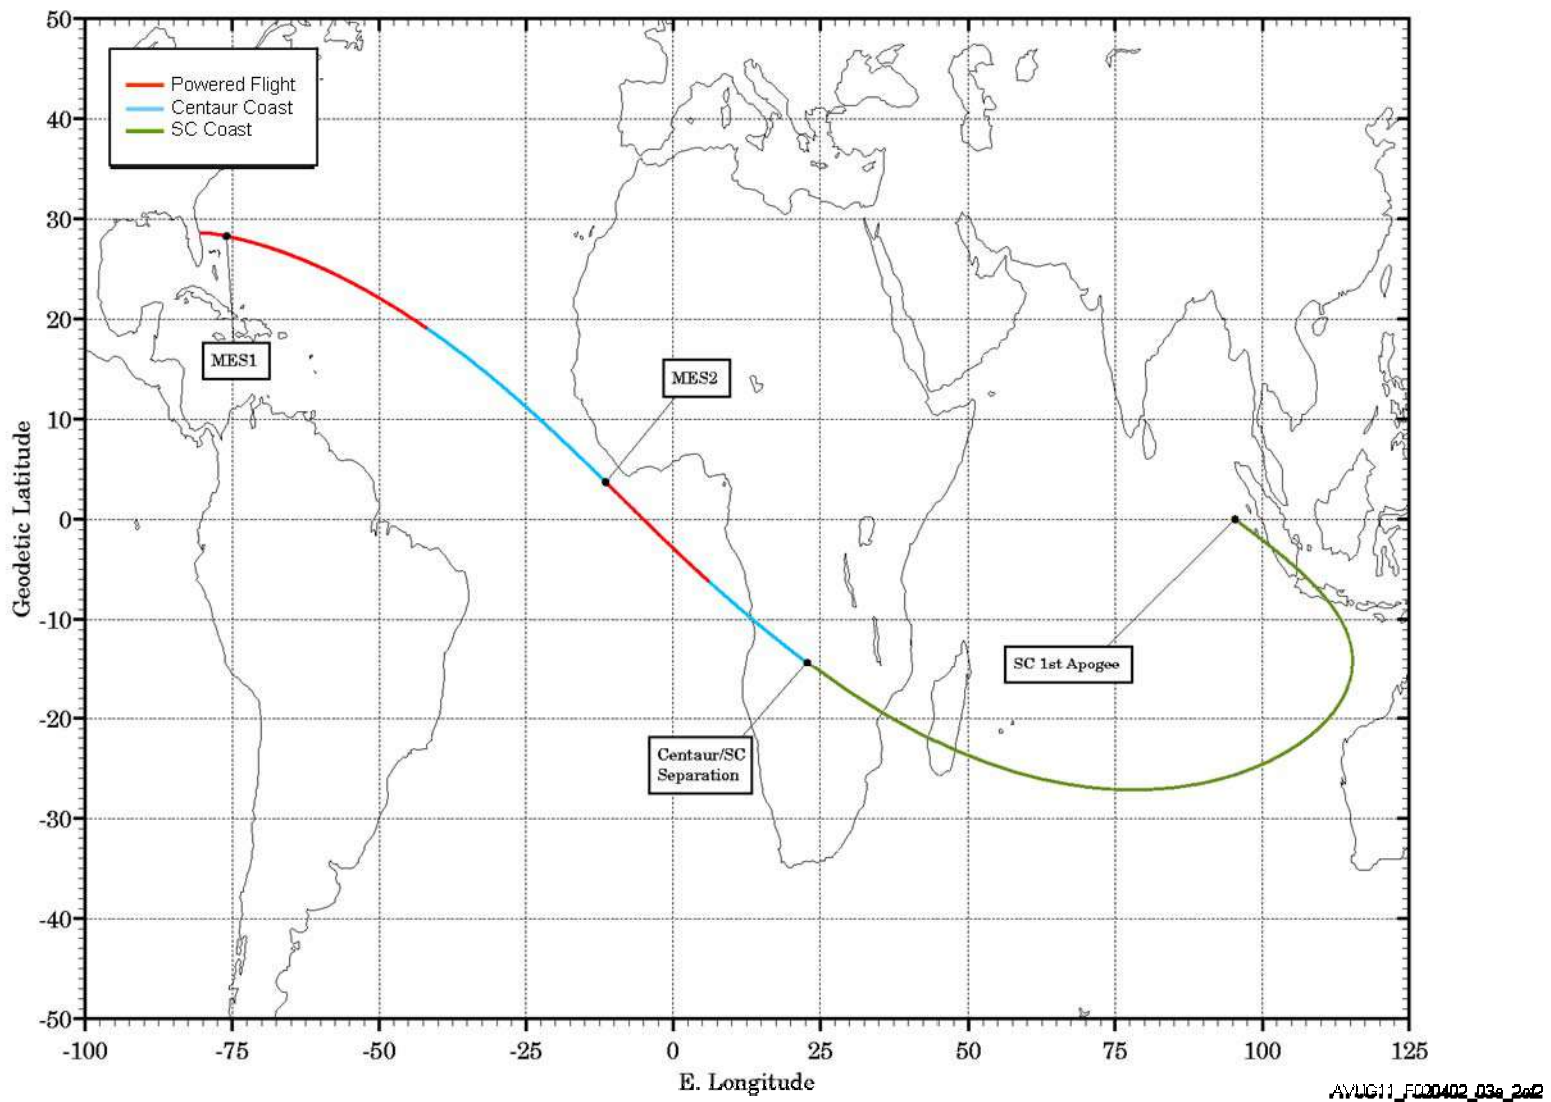 50
Powered Flight
Centaur Coast
SC Coast
40
30
20
MES1
MES2
10
Geodetic Latitude
0
-10
SC 1st Apogee
-20
Centaur/SC
Separation
-30
-40
-50
-100 -75 -50 -25 0 25 50 75 100 125
E. Longitude
AVUG11_F020402_03a_2of2